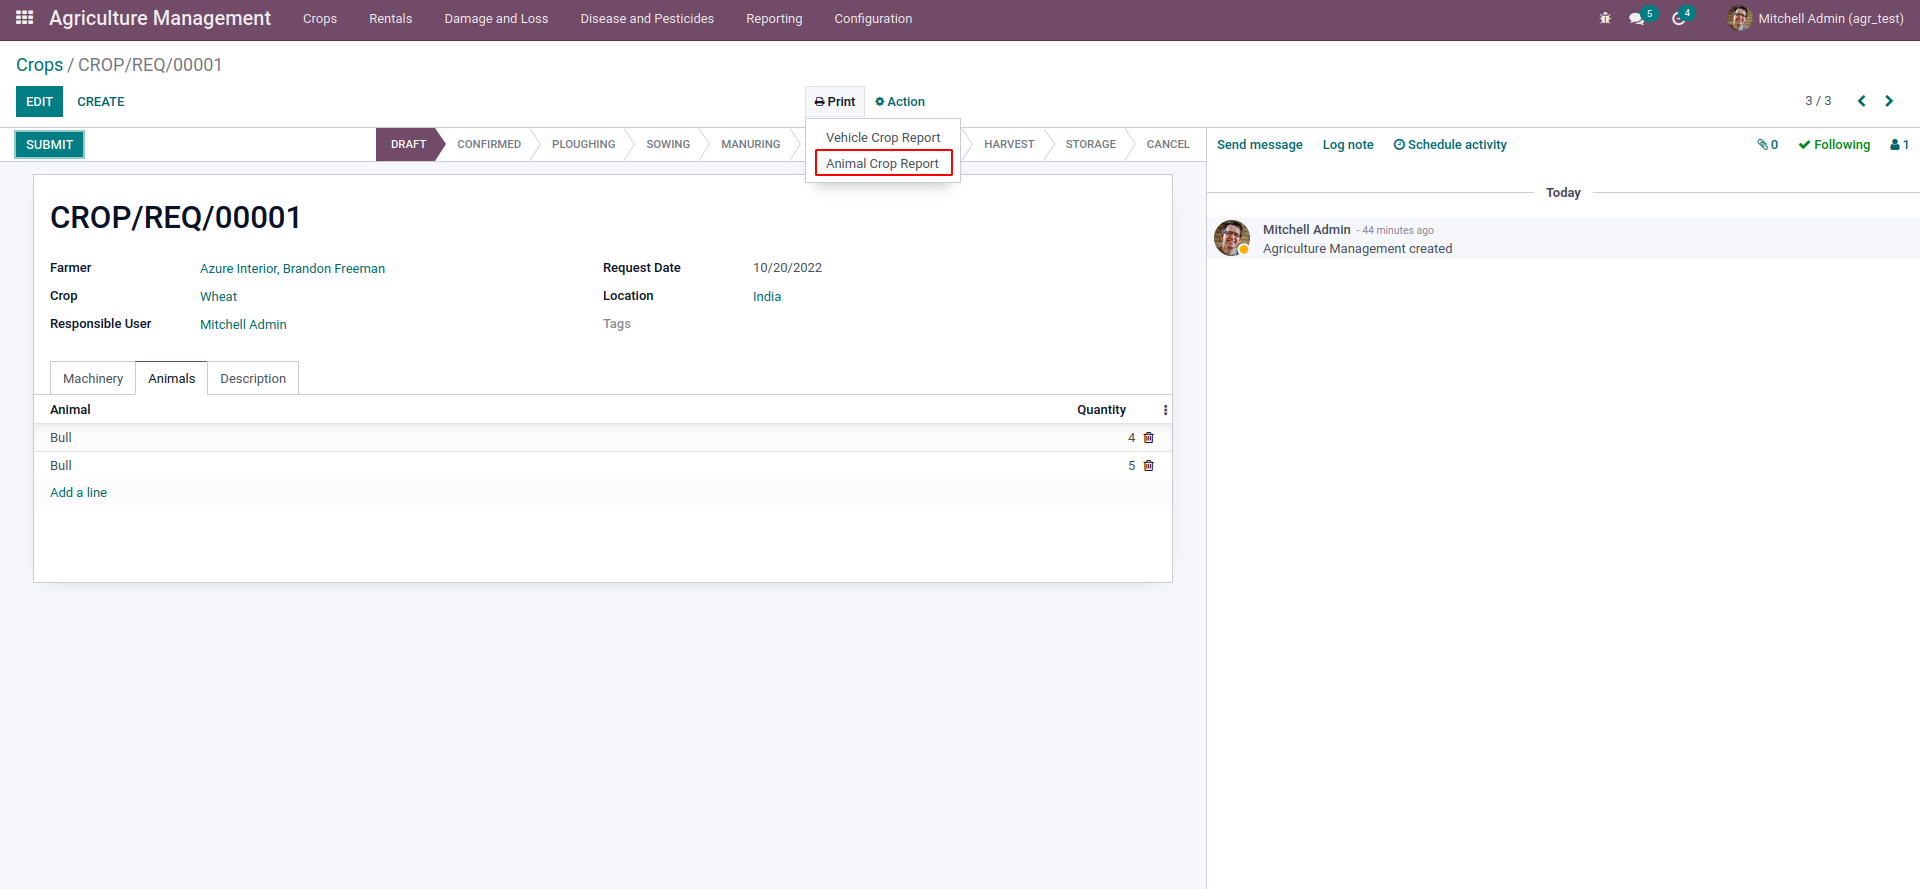 Agriculture Management Crops Rentals Damage and Loss Disease and Pesticides Reporting Configuration 5 4 Mitchell Admin (agr_test)
Crops / CROP/REQ/00001
EDIT CREATE Print Action 3 / 3
Vehicle Crop Report
Animal Crop Report
SUBMIT DRAFT CONFIRMED PLOUGHING SOWING MANURING HARVEST STORAGE CANCEL
Send message Log note Schedule activity 0 Following 1
Today
Mitchell Admin - 44 minutes ago
Agriculture Management created
CROP/REQ/00001
Farmer Azure Interior, Brandon Freeman Request Date 10/20/2022
Crop Wheat Location India
Responsible User Mitchell Admin Tags
Machinery Animals Description
Animal Quantity
Bull 4
Bull 5
Add a line